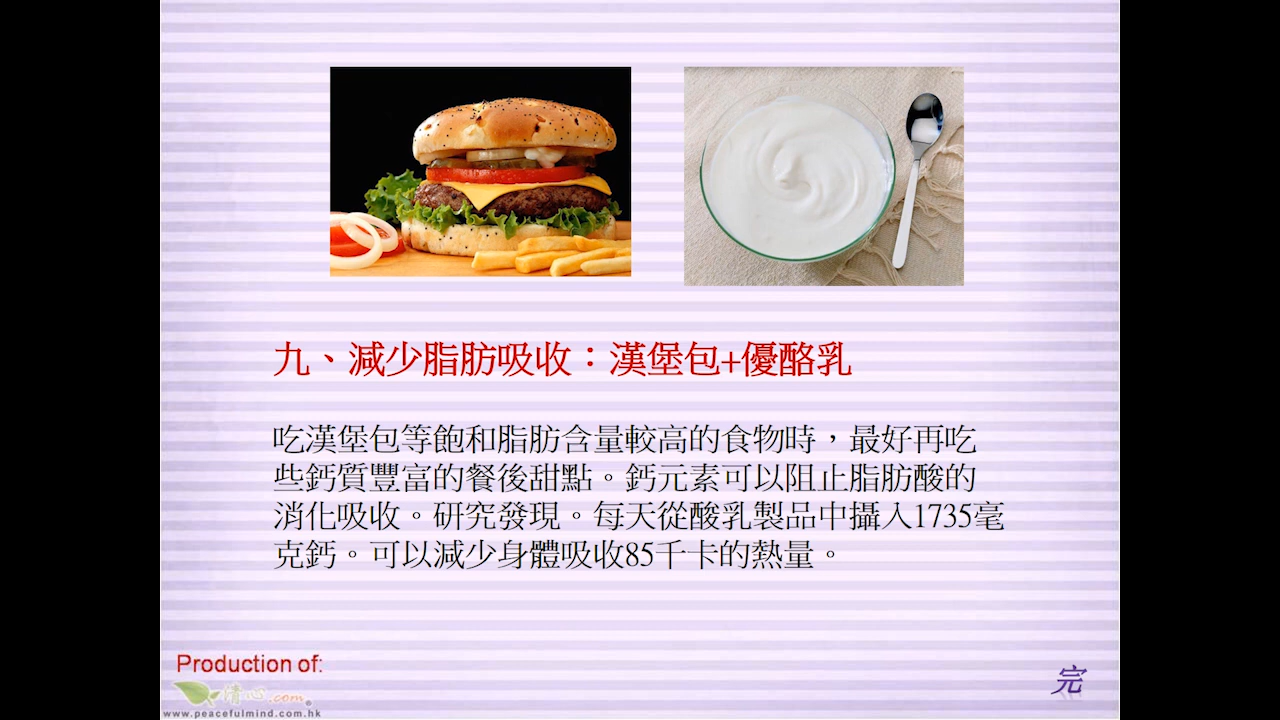 九、減少脂肪吸收：漢堡包+優酪乳
吃漢堡包等飽和脂肪含量較高的食物時，最好再吃
些鈣質豐富的餐後甜點。鈣元素可以阻止脂肪酸的
消化吸收。研究發現。每天從酸乳製品中攝入1735毫
克鈣。可以減少身體吸收85千卡的熱量。
Production of:
清心.com®
www.peacefulmind.com.hk
完